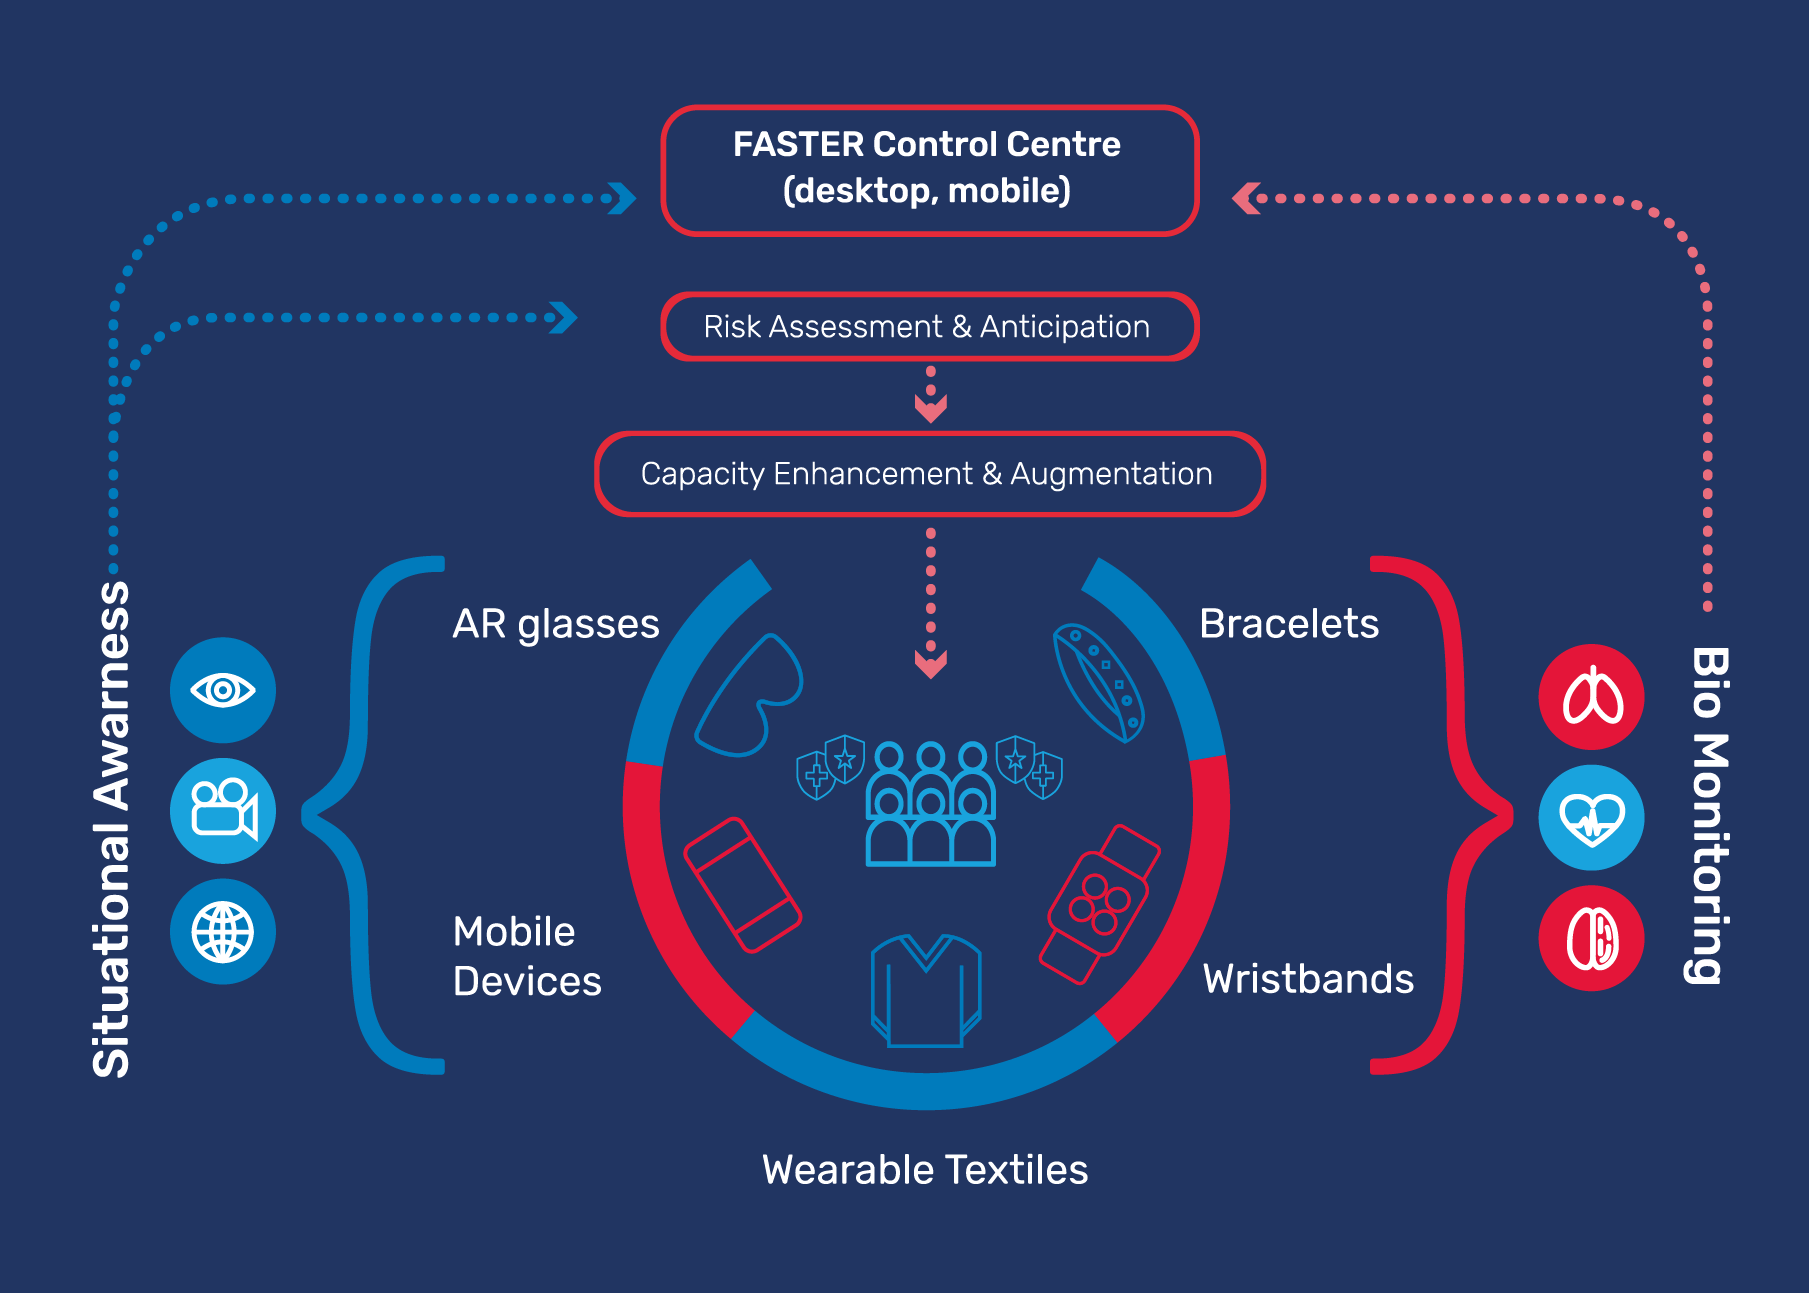 FASTER Control Centre
(desktop, mobile)
Risk Assessment & Anticipation
Capacity Enhancement & Augmentation
Situational Awarness
AR glasses
Mobile
Devices
Bracelets
Wristbands
Bio Monitoring
Wearable Textiles